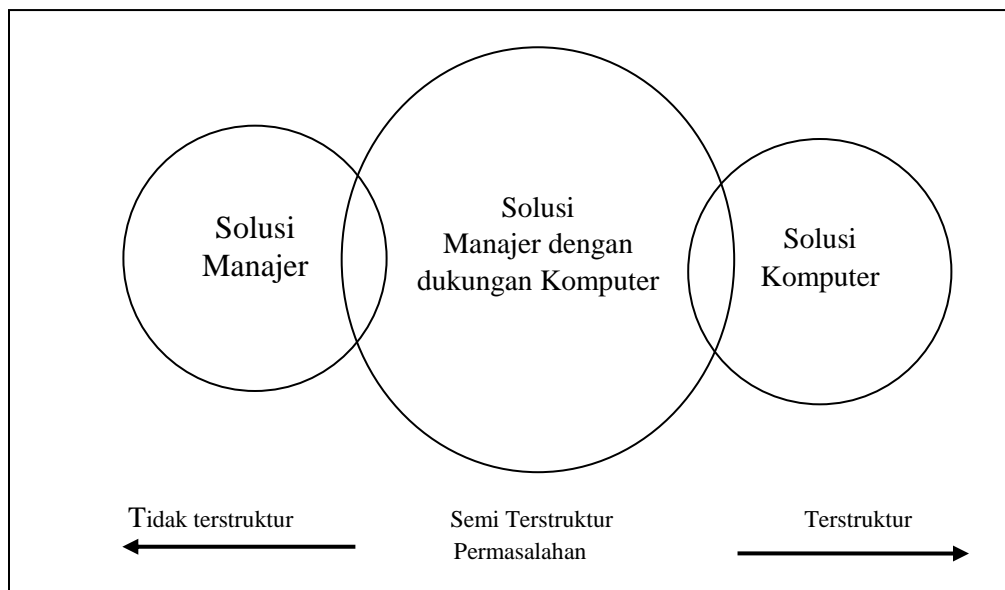 Solusi
Manajer
Solusi
Manajer dengan
dukungan Komputer
Solusi
Komputer
Tidak terstruktur
Semi Terstruktur
Permasalahan
Terstruktur